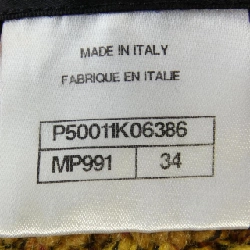 MADE IN ITALY
FABRIQUE EN ITALIE
P50011K06386
MP991 34